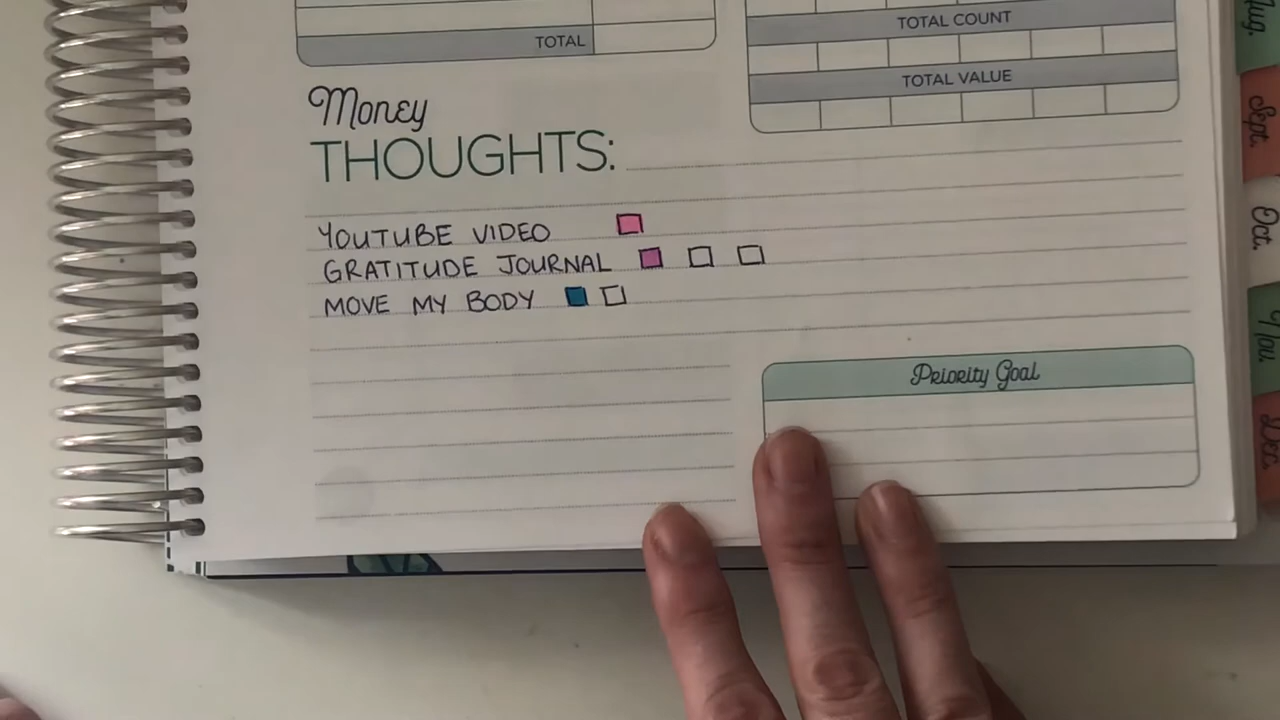 TOTAL
TOTAL COUNT
TOTAL VALUE
Money
THOUGHTS:
YOUTUBE VIDEO
GRATITUDE JOURNAL
MOVE MY BODY
Priority Goal
Aug.
Sept.
Oct.
Nov.
Dec.